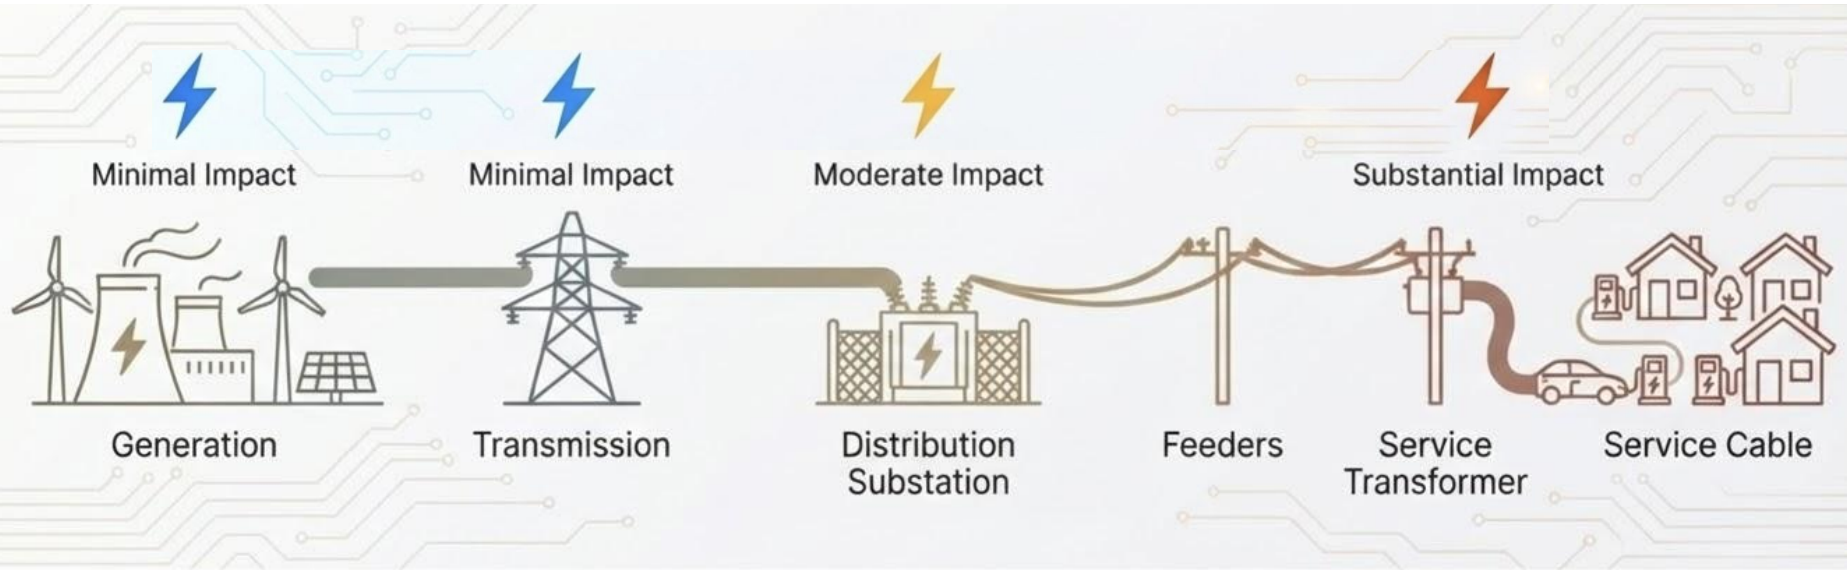 Minimal Impact
Minimal Impact
Moderate Impact
Substantial Impact
Generation
Transmission
Distribution
Substation
Feeders
Service
Transformer
Service Cable